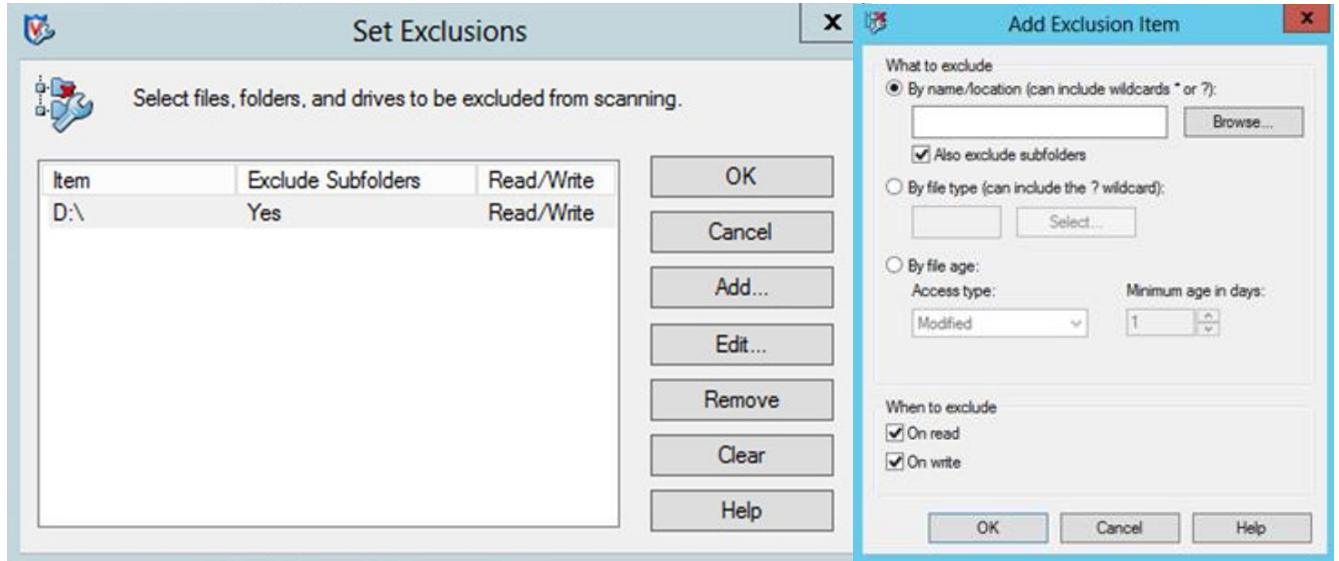 Set Exclusions
X
Select files, folders, and drives to be excluded from scanning.
Item Exclude Subfolders Read/Write
D:\ Yes Read/Write
OK
Cancel
Add...
Edit...
Remove
Clear
Help
Add Exclusion Item
x
What to exclude
By name/location (can include wildcards * or ?):
Browse...
Also exclude subfolders
By file type (can include the ? wildcard):
Select...
By file age:
Access type: Minimum age in days:
Modified 1
When to exclude
On read
On write
OK Cancel Help